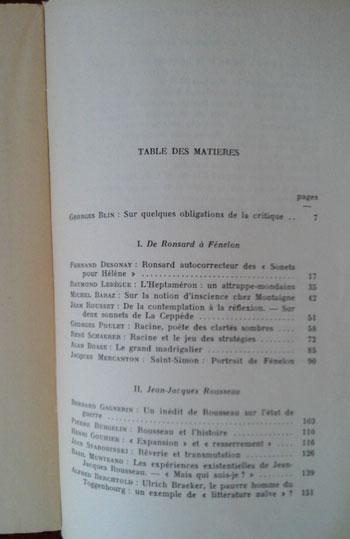 TABLE DES MATIERES
pages
GEORGES BLIN : Sur quelques obligations de la critique .. 7
I. De Ronsard à Fénelon
FERNAND DESONAY : Ronsard autocorrecteur des « Sonets
pour Hélène » 17
RAYMOND LEBÈGUE : L'Heptaméron : un attrappe-mondains 35
MICHEL BARAZ : Sur la notion d'inscience chez Montaigne 42
JEAN ROUSSET : De la contemplation à la réflexion. — Sur
deux sonnets de La Ceppède 51
GEORGES POULET : Racine, poète des clartés sombres .... 58
RENÉ SCHAERER : Racine et le jeu des stratégies ........ 72
ALAN BOASE : Le grand madrigalier 85
JACQUES MERCANTON : Saint-Simon : Portrait de Fénelon 90
II. Jean-Jacques Rousseau
BERNARD GAGNEBIN : Un inédit de Rousseau sur l'état de
guerre 103
PIERRE BURGELIN : Rousseau et l'histoire 110
HENRI GOUHIER : « Expansion » et « resserrement » .... 116
JEAN STAROBINSKI : Rêverie et transmutation 126
BASIL MUNTEANO : Les expériences existentielles de Jean-
Jacques Rousseau. — « Mais qui suis-je ? » 139
ALFRED BERCHTOLD : Ulrich Braeker, le pauvre homme du
Toggenbourg : un exemple de « littérature naïve » ? 151